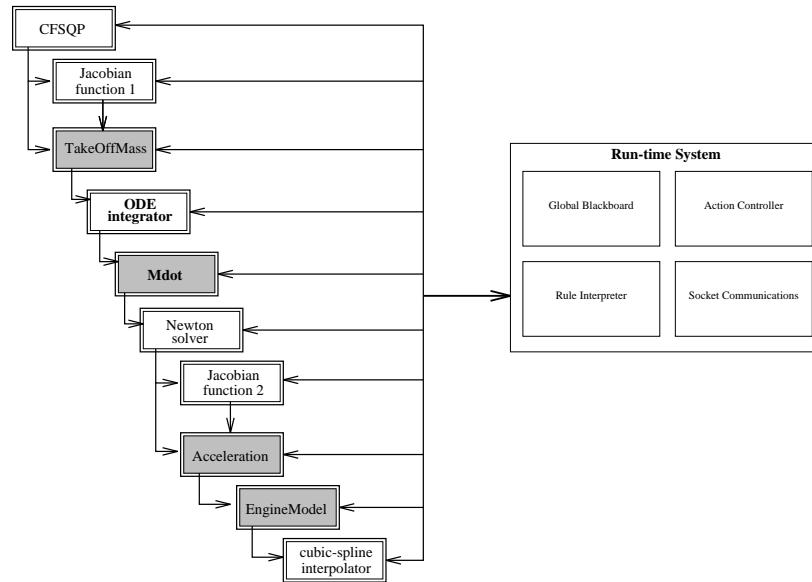 CFSQP
Jacobian
function 1
TakeOffMass
ODE
integrator
Mdot
Newton
solver
Jacobian
function 2
Acceleration
EngineModel
cubic-spline
interpolator
Run-time System
Global Blackboard
Action Controller
Rule Interpreter
Socket Communications